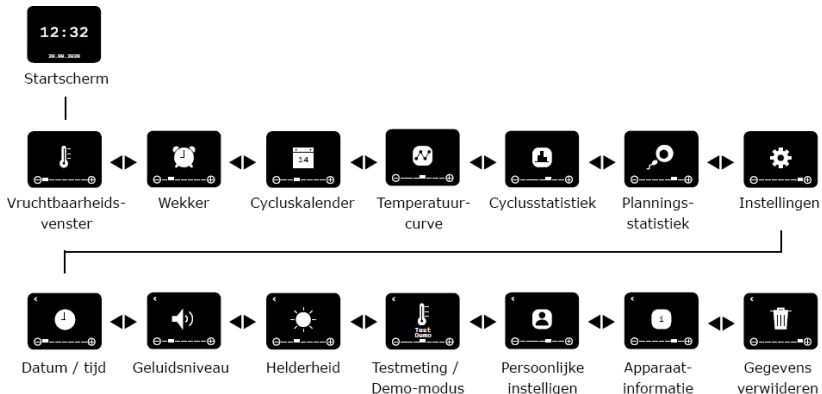 12:32
20.09.2020
Startscherm
14
Vruchtbaarheids-
venster
Wekker
Cycluskalender
Temperatuur-
curve
Cyclusstatistiek
Plannings-
statistiek
Instellingen
Test
Demo
i
Datum / tijd
Geluidsniveau
Helderheid
Testmeting /
Demo-modus
Persoonlijke
instelligen
Apparaat-
informatie
Gegevens
verwijderen